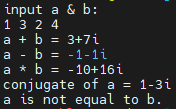 input a & b:
1 3 2 4
a + b = 3+7i
a - b = -1-1i
a * b = -10+16i
conjugate of a = 1-3i
a is not equal to b.